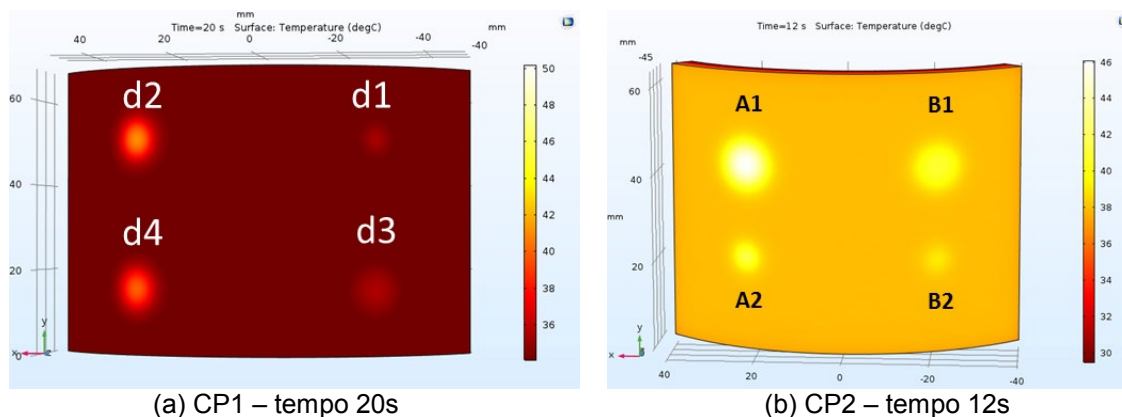 mm
Time=20 s   Surface: Temperature (degC)
40 20 0 -20 -40
mm
60
40
20
0
d2 d1
d4 d3
y
x
50
48
46
44
42
40
38
36
(a) CP1 – tempo 20s
Time=12 s   Surface: Temperature (degC)
mm
-45
60
40
mm
20
A1 B1
A2 B2
y
x
40 20 0 -20 -40
46
44
42
40
38
36
34
32
30
(b) CP2 – tempo 12s